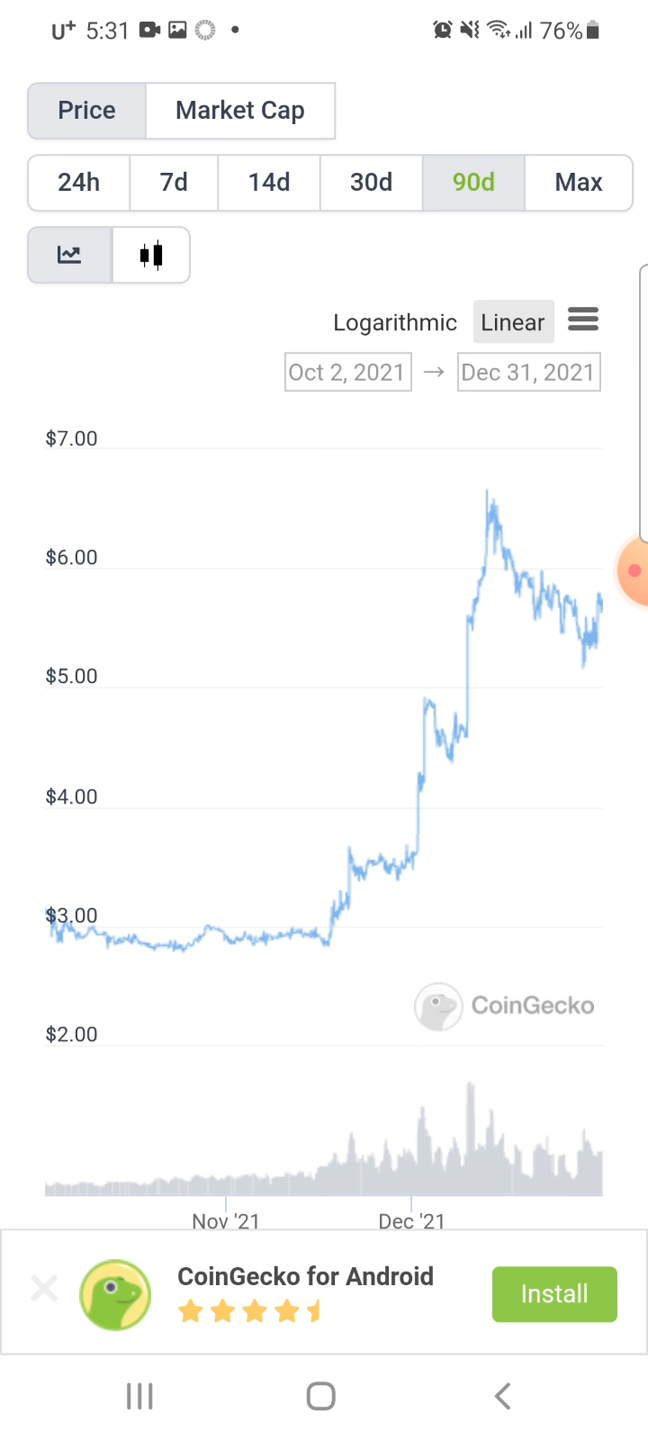 U+ 5:31 76%
Price Market Cap
24h 7d 14d 30d 90d Max
Logarithmic Linear
Oct 2, 2021 → Dec 31, 2021
$7.00
$6.00
$5.00
$4.00
$3.00
$2.00
CoinGecko
Nov '21 Dec '21
CoinGecko for Android
Install